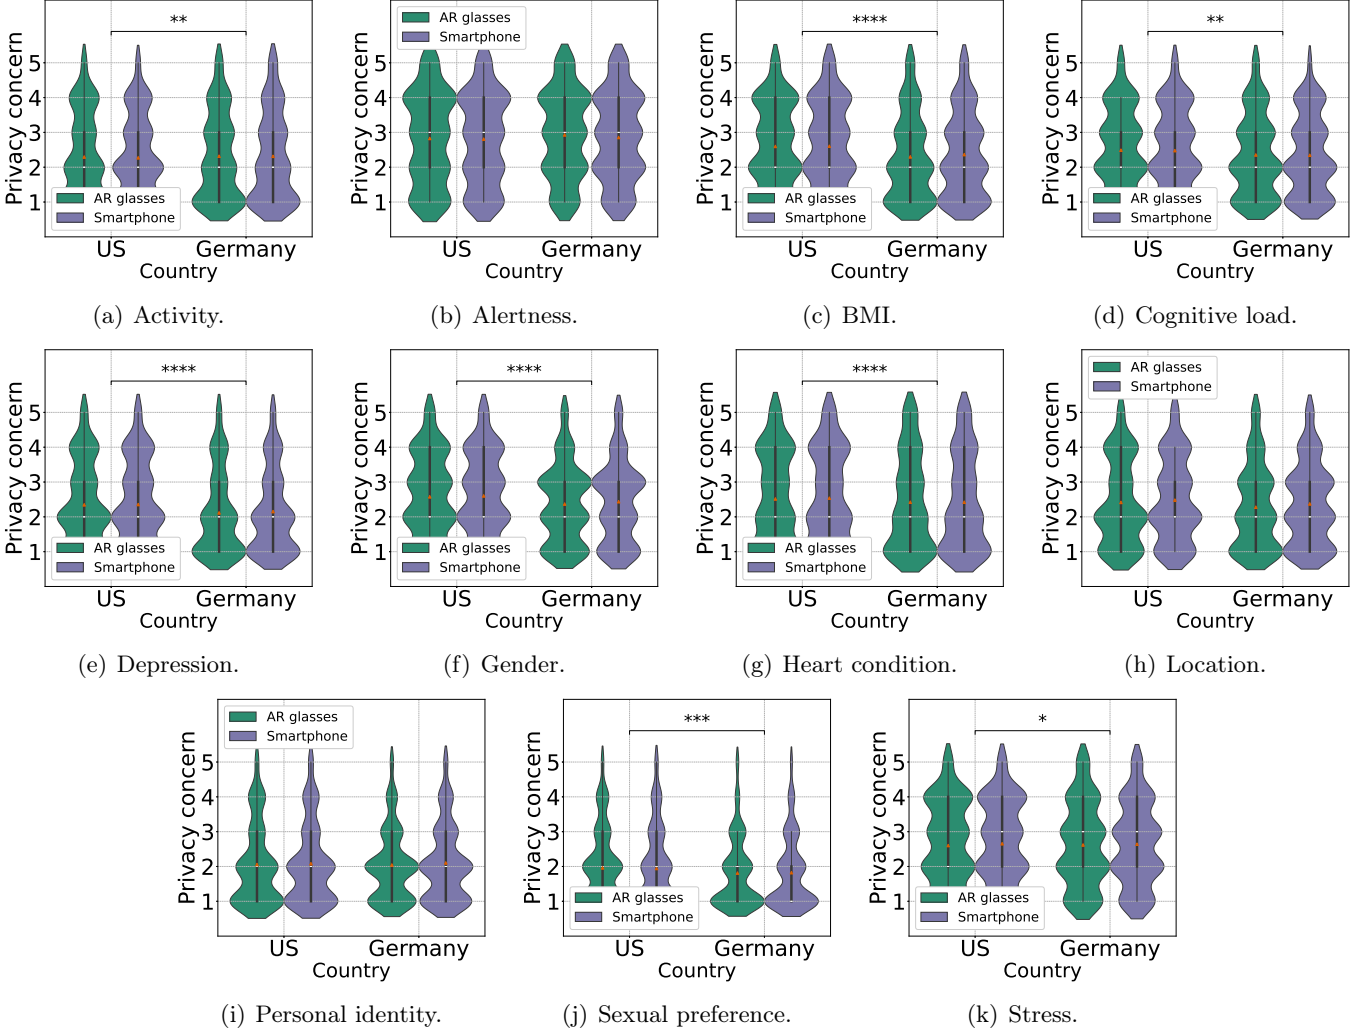 **
****
**
AR glasses
Smartphone
Privacy concern
5
4
3
2
1
AR glasses
Smartphone
US Germany
Country
Privacy concern
5
4
3
2
1
US Germany
Country
Privacy concern
5
4
3
2
1
AR glasses
Smartphone
US Germany
Country
Privacy concern
5
4
3
2
1
AR glasses
Smartphone
US Germany
Country
(a) Activity.
(b) Alertness.
(c) BMI.
(d) Cognitive load.
****
****
****
AR glasses
Smartphone
Privacy concern
5
4
3
2
1
AR glasses
Smartphone
US Germany
Country
Privacy concern
5
4
3
2
1
AR glasses
Smartphone
US Germany
Country
Privacy concern
5
4
3
2
1
AR glasses
Smartphone
US Germany
Country
Privacy concern
5
4
3
2
1
US Germany
Country
(e) Depression.
(f) Gender.
(g) Heart condition.
(h) Location.
AR glasses
Smartphone
***
*
Privacy concern
5
4
3
2
1
US Germany
Country
Privacy concern
5
4
3
2
1
AR glasses
Smartphone
US Germany
Country
Privacy concern
5
4
3
2
1
AR glasses
Smartphone
US Germany
Country
(i) Personal identity.
(j) Sexual preference.
(k) Stress.